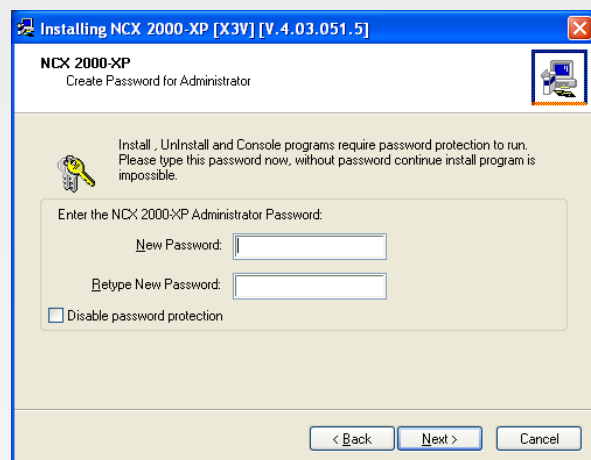 Installing NCX 2000-XP [X3V] [V.4.03.051.5]
NCX 2000-XP
Create Password for Administrator
Install , UnInstall and Console programs require password protection to run.
Please type this password now, without password continue install program is
impossible.
Enter the NCX 2000-XP Administrator Password:
New Password:
Retype New Password:
Disable password protection
< Back Next > Cancel